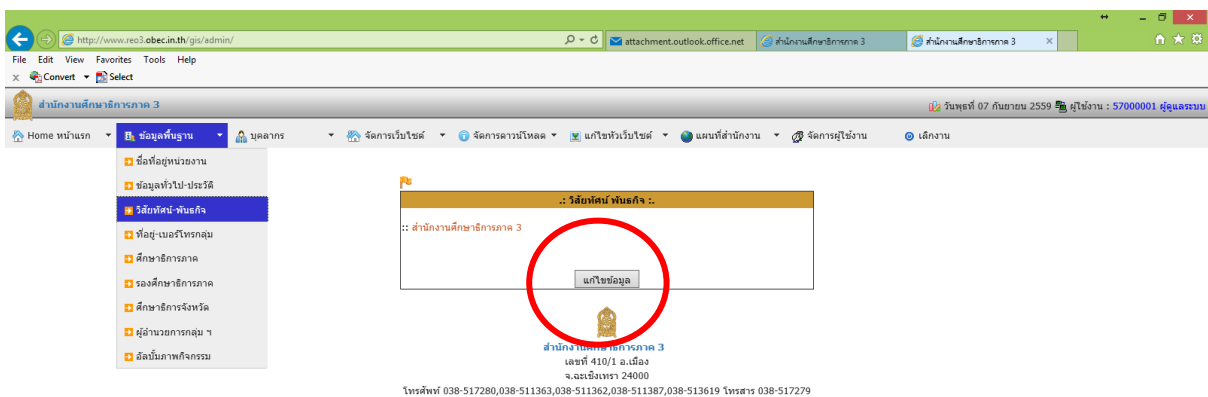 http://www.reo3.obec.in.th/gis/admin/
attachment.outlook.office.net
สำนักงานศึกษาธิการภาค 3
สำนักงานศึกษาธิการภาค 3
File Edit View Favorites Tools Help
x Convert Select
สำนักงานศึกษาธิการภาค 3
วันพุธที่ 07 กันยายน 2559 ผู้ใช้งาน : 57000001 ผู้ดูแลระบบ
Home หน้าแรก ข้อมูลพื้นฐาน บุคลากร จัดการเว็บไซต์ จัดการดาวน์โหลด แก้ไขหัวเว็บไซต์ แผนที่สำนักงาน จัดการผู้ใช้งาน เลิกงาน
ชื่อที่อยู่หน่วยงาน
ข้อมูลทั่วไป-ประวัติ
วิสัยทัศน์-พันธกิจ
ที่อยู่-เบอร์โทรกลุ่ม
ศึกษาธิการภาค
รองศึกษาธิการภาค
ศึกษาธิการจังหวัด
ผู้อำนวยการกลุ่ม ฯ
อัลบั้มภาพกิจกรรม
.: วิสัยทัศน์ พันธกิจ :.
:: สำนักงานศึกษาธิการภาค 3
แก้ไขข้อมูล
สำนักงานศึกษาธิการภาค 3
เลขที่ 410/1 อ.เมือง
จ.ฉะเชิงเทรา 24000
โทรศัพท์ 038-517280,038-511363,038-511362,038-511387,038-513619 โทรสาร 038-517279